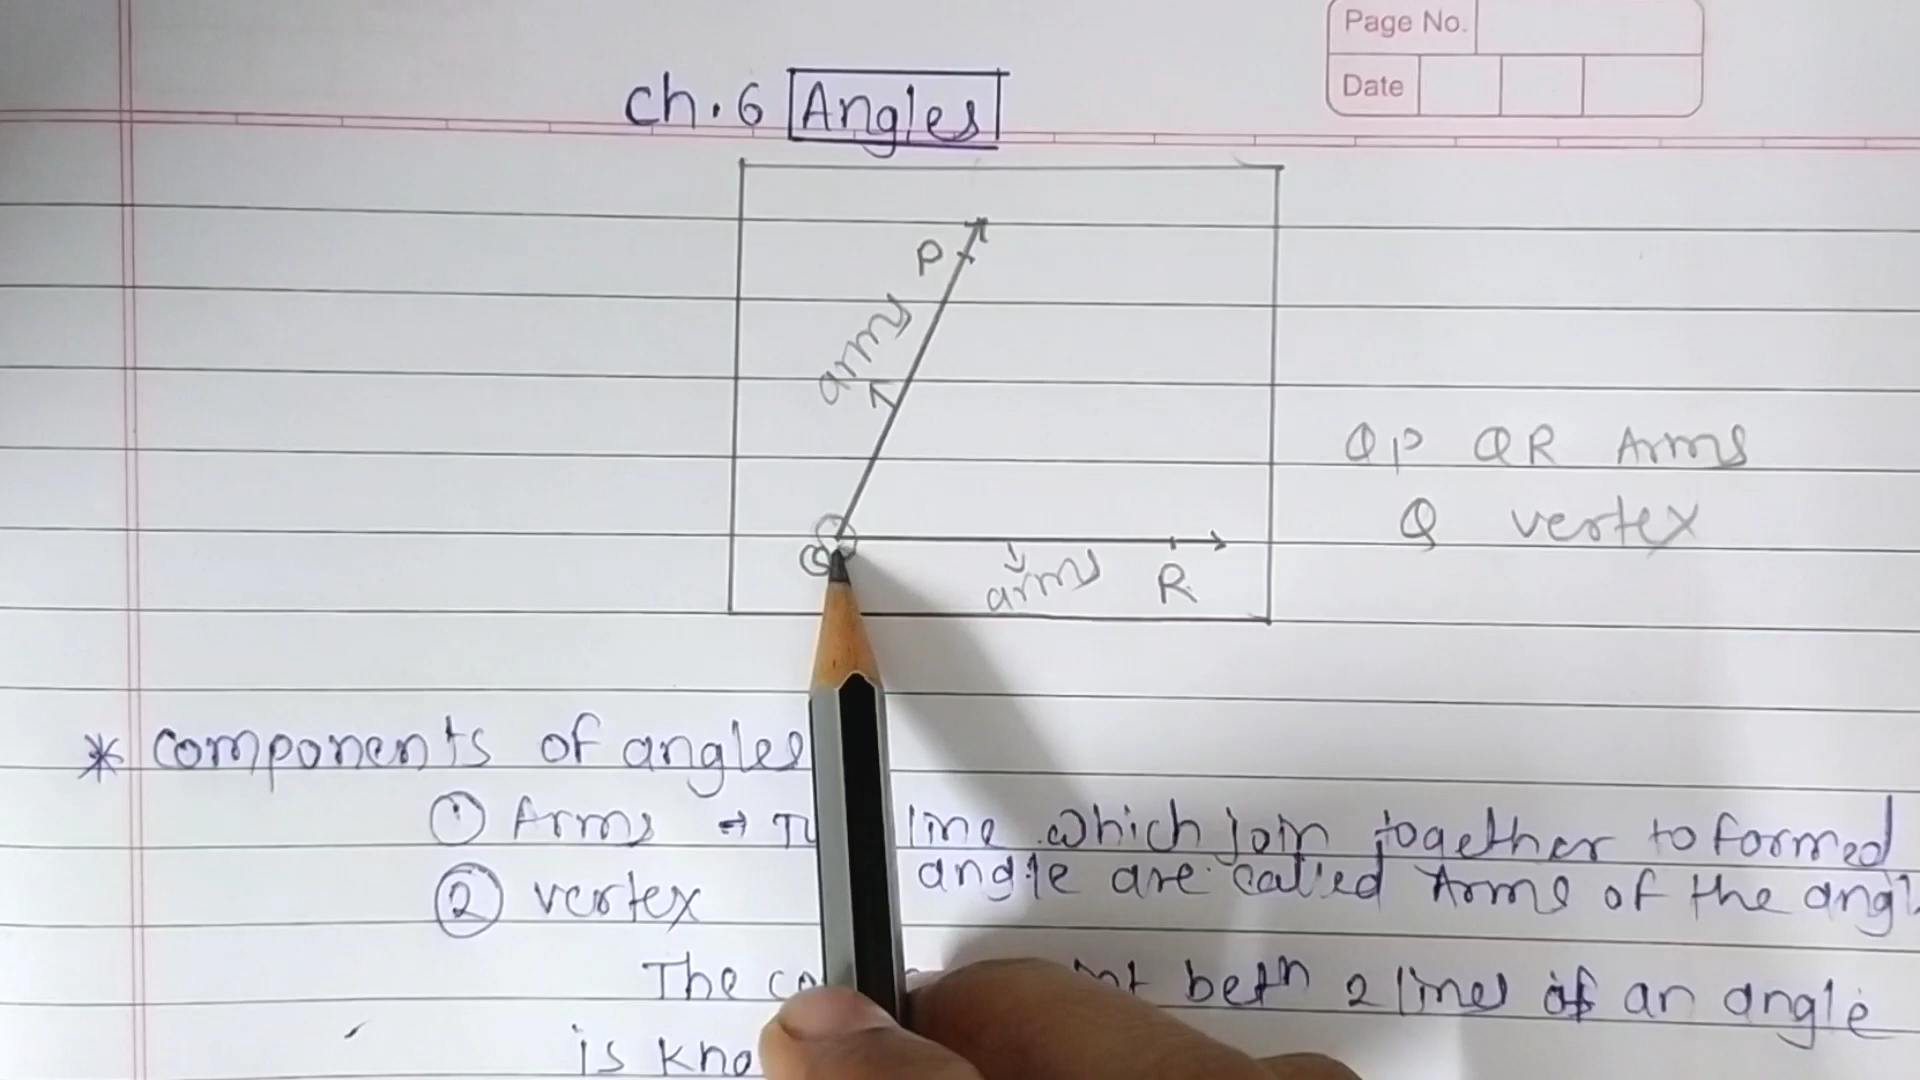 Page No.
Date
Ch. 6 Angles
P
arms
QP QR Arms
Q vertex
Q
arms
R
* components of angles
1 Arms → line which join together to formed
angle are called Arms of the angl
2 vertex
The betn 2 lines of an angle
is